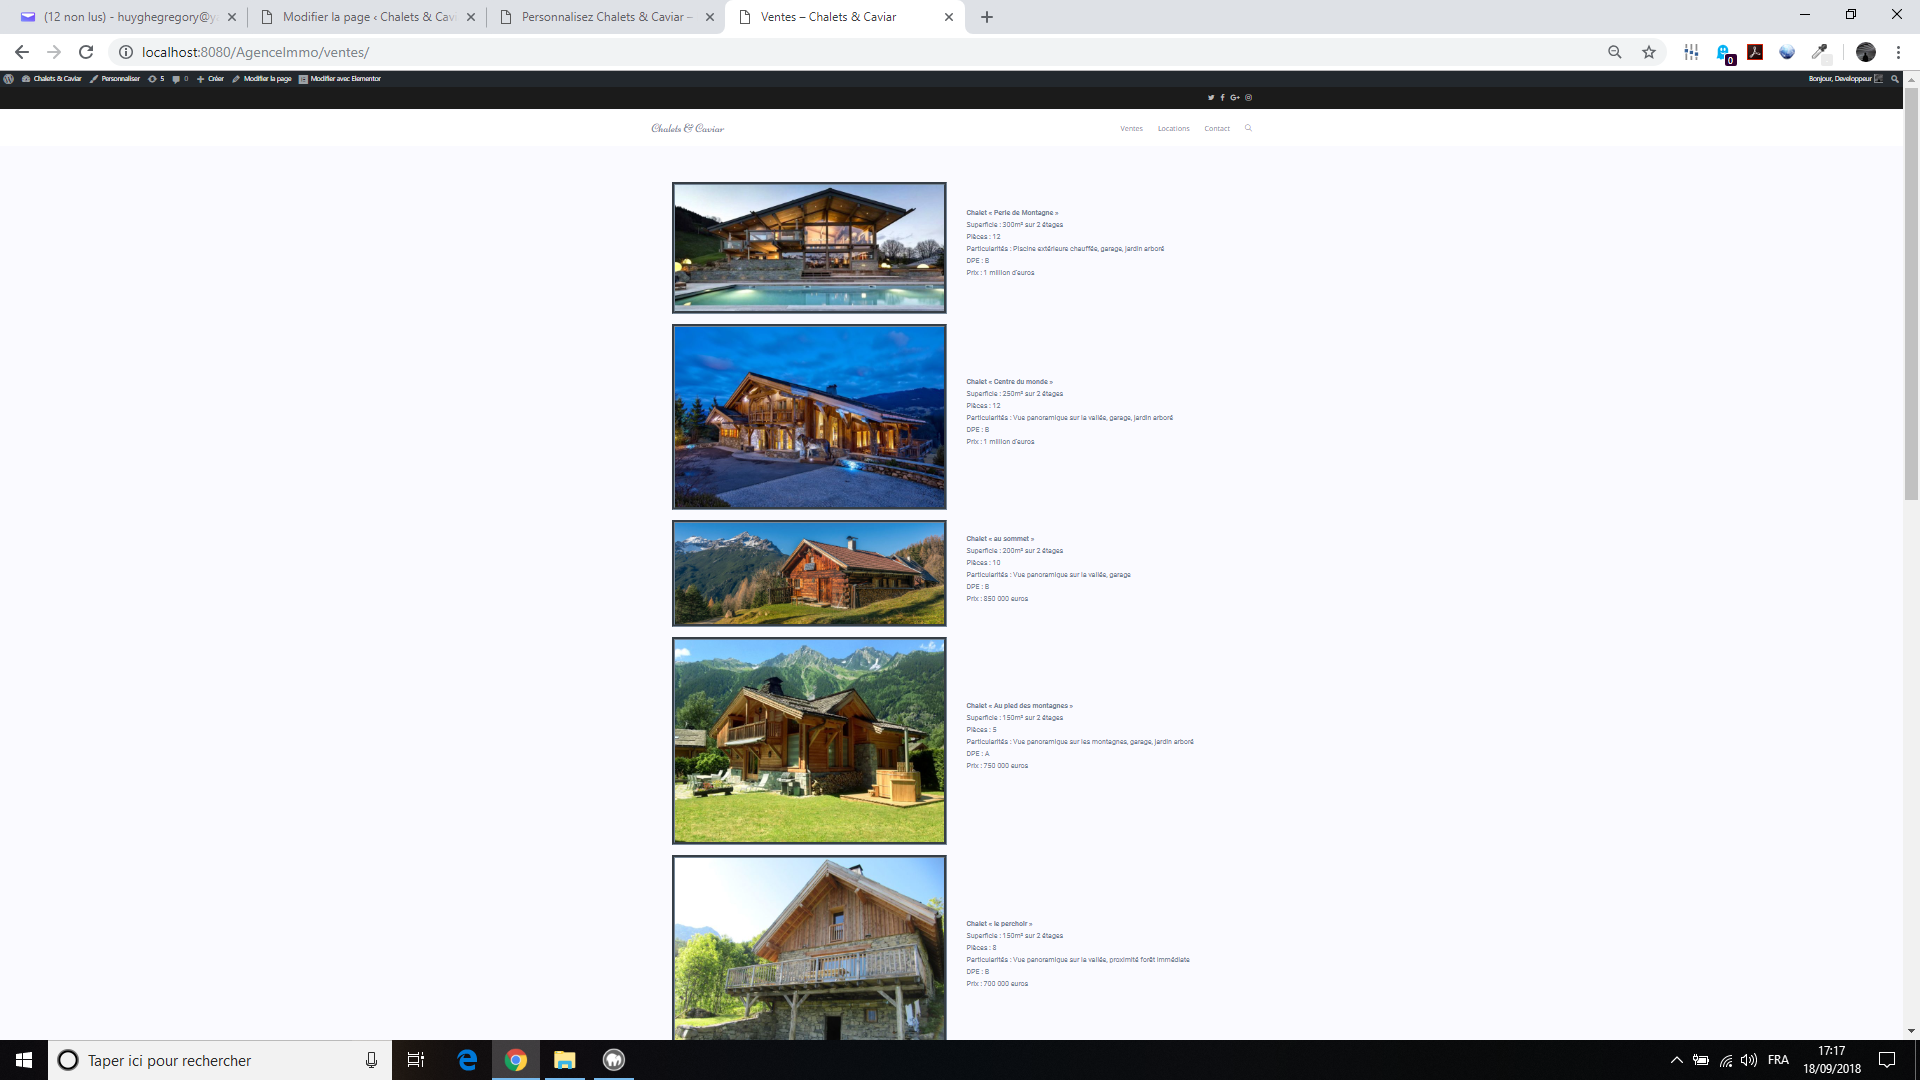 (12 non lus) - huyghegregory@ya
Modifier la page ‹ Chalets & Cavi
Personnalisez Chalets & Caviar –
Ventes – Chalets & Caviar
localhost:8080/AgenceImmo/ventes/
0
Chalets & Caviar
Personnaliser
5
0
Créer
Modifier la page
Modifier avec Elementor
Bonjour, Developpeur
G+
Chalets & Caviar
Ventes
Locations
Contact
Chalet « Perle de Montagne »
Superficie : 300m² sur 2 étages
Pièces : 12
Particularités : Piscine extérieure chauffée, garage, jardin arboré
DPE : B
Prix : 1 million d'euros
Chalet « Centre du monde »
Superficie : 250m² sur 2 étages
Pièces : 12
Particularités : Vue panoramique sur la vallée, garage, jardin arboré
DPE : B
Prix : 1 million d'euros
Chalet « au sommet »
Superficie : 200m² sur 2 étages
Pièces : 10
Particularités : Vue panoramique sur la vallée, garage
DPE : B
Prix : 850 000 euros
Chalet « Au pied des montagnes »
Superficie : 150m² sur 2 étages
Pièces : 5
Particularités : Vue panoramique sur les montagnes, garage, jardin arboré
DPE : A
Prix : 750 000 euros
Chalet « le perchoir »
Superficie : 150m² sur 2 étages
Pièces : 8
Particularités : Vue panoramique sur la vallée, proximité forêt immédiate
DPE : B
Prix : 700 000 euros
Taper ici pour rechercher
FRA
17:17
18/09/2018